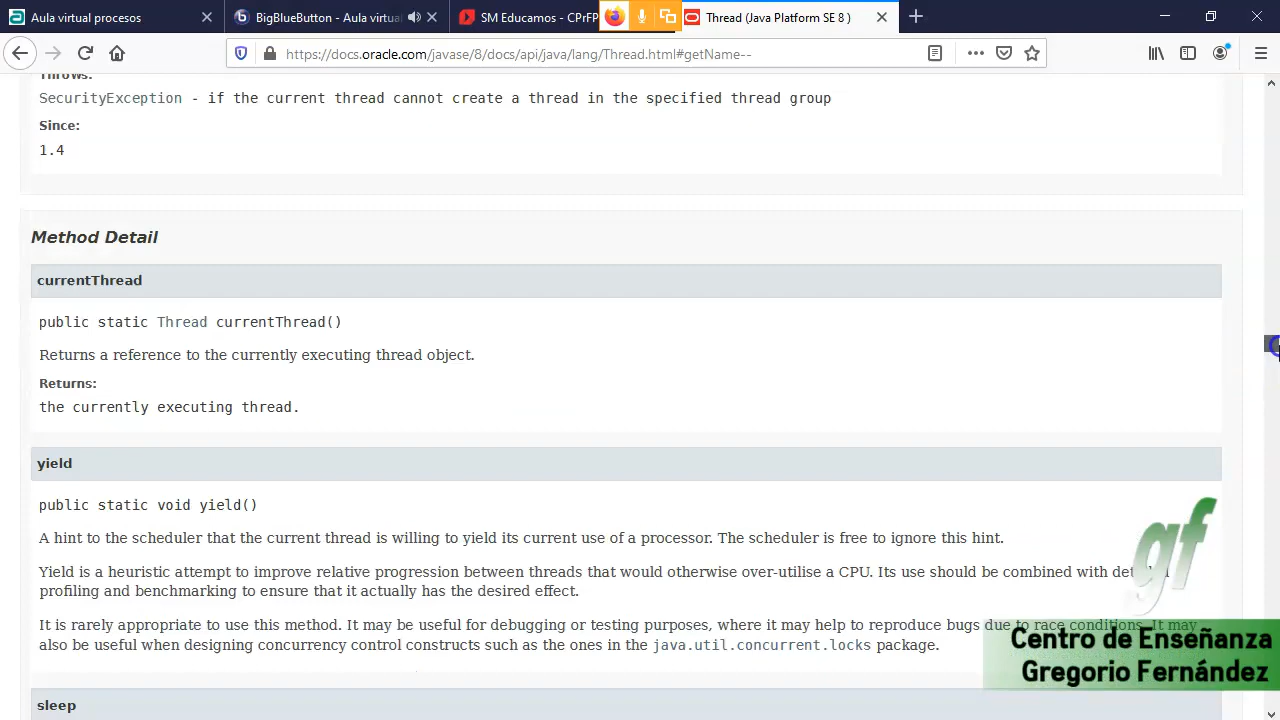 Aula virtual procesos
BigBlueButton - Aula virtual
SM Educamos - CPrFP
Thread (Java Platform SE 8 )
https://docs.oracle.com/javase/8/docs/api/java/lang/Thread.html#getName--
Throws:
SecurityException - if the current thread cannot create a thread in the specified thread group
Since:
1.4
Method Detail
currentThread
public static Thread currentThread()
Returns a reference to the currently executing thread object.
Returns:
the currently executing thread.
yield
public static void yield()
A hint to the scheduler that the current thread is willing to yield its current use of a processor. The scheduler is free to ignore this hint.
Yield is a heuristic attempt to improve relative progression between threads that would otherwise over-utilise a CPU. Its use should be combined with detailed
profiling and benchmarking to ensure that it actually has the desired effect.
It is rarely appropriate to use this method. It may be useful for debugging or testing purposes, where it may help to reproduce bugs due to race conditions. It may
also be useful when designing concurrency control constructs such as the ones in the java.util.concurrent.locks package.
sleep
gf
Centro de Enseñanza
Gregorio Fernández